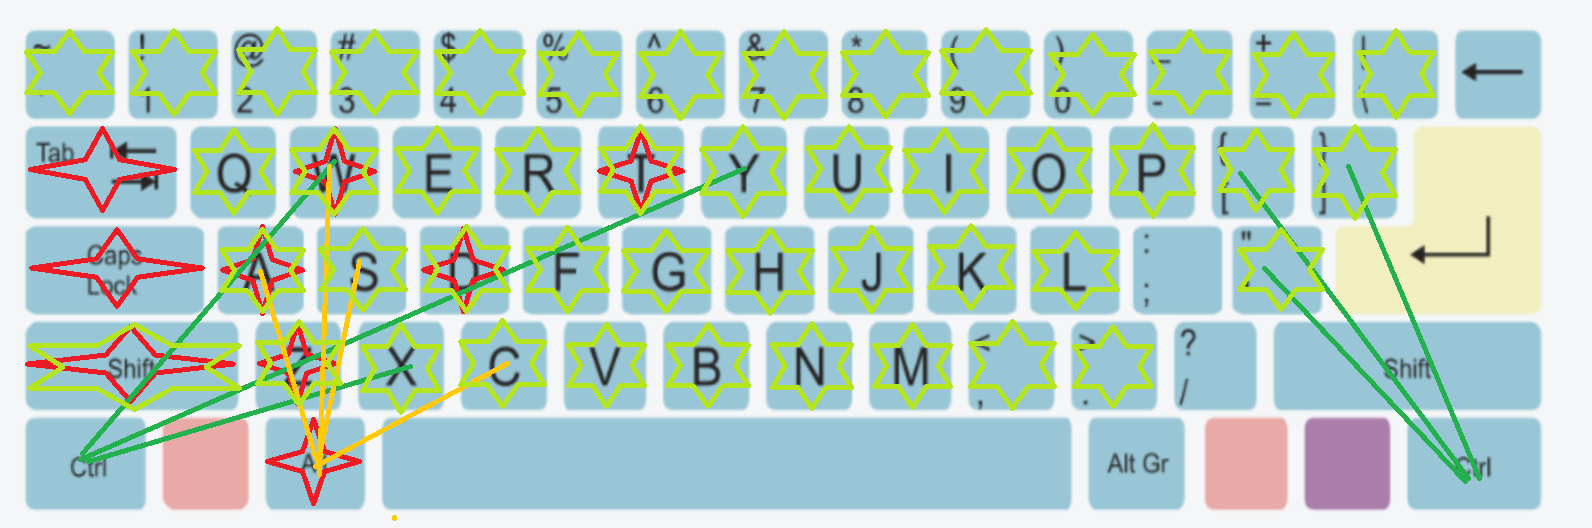 ~ ! @ # $ % ^ & * ( ) _ + |
1 2 3 4 5 6 7 8 9 0 - = \
Tab Q W E R T Y U I O P { }
[ ]
Caps A S D F G H J K L : "
Lock ; '
Shift Z X C V B N M < > ? Shift
, . /
Ctrl Alt Alt Gr Ctrl